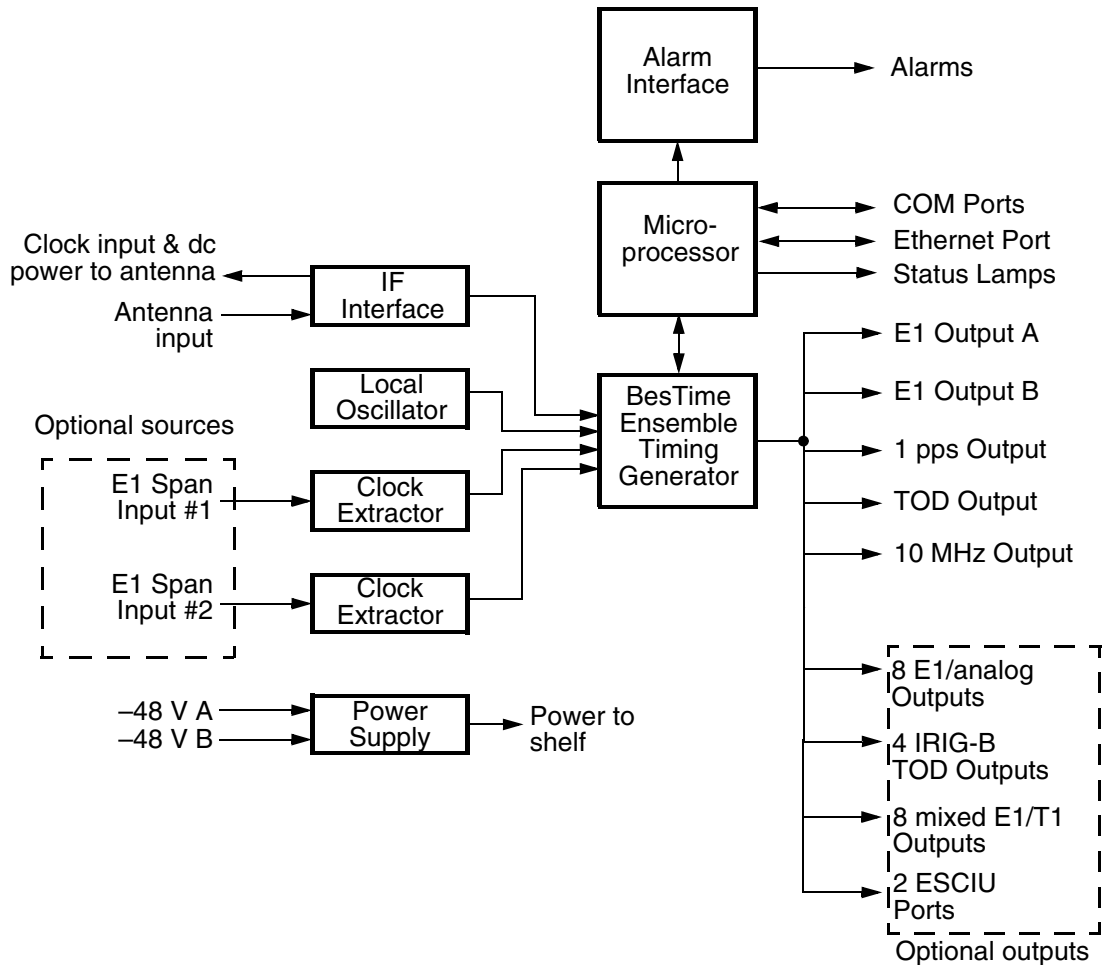 Alarm
Interface
Alarms
Micro-
processor
COM Ports
Ethernet Port
Status Lamps
Clock input & dc
power to antenna
Antenna
input
IF
Interface
Local
Oscillator
BesTime
Ensemble
Timing
Generator
E1 Output A
E1 Output B
1 pps Output
TOD Output
10 MHz Output
Optional sources
E1 Span
Input #1
Clock
Extractor
E1 Span
Input #2
Clock
Extractor
–48 V A
–48 V B
Power
Supply
Power to
shelf
8 E1/analog
Outputs
4 IRIG-B
TOD Outputs
8 mixed E1/T1
Outputs
2 ESCIU
Ports
Optional outputs